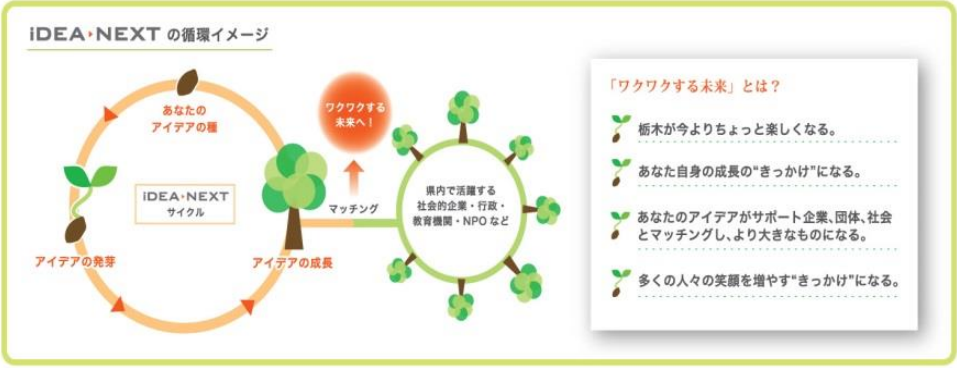 iDEA・NEXT の循環イメージ
あなたの
アイデアの種
iDEA・NEXT
サイクル
アイデアの発芽
アイデアの成長
マッチング
ワクワクする
未来へ！
県内で活躍する
社会的企業・行政・
教育機関・NPO など
「ワクワクする未来」とは？
栃木が今よりちょっと楽しくなる。
あなた自身の成長の“きっかけ”になる。
あなたのアイデアがサポート企業、団体、社会
とマッチングし、より大きなものになる。
多くの人々の笑顔を増やす“きっかけ”になる。